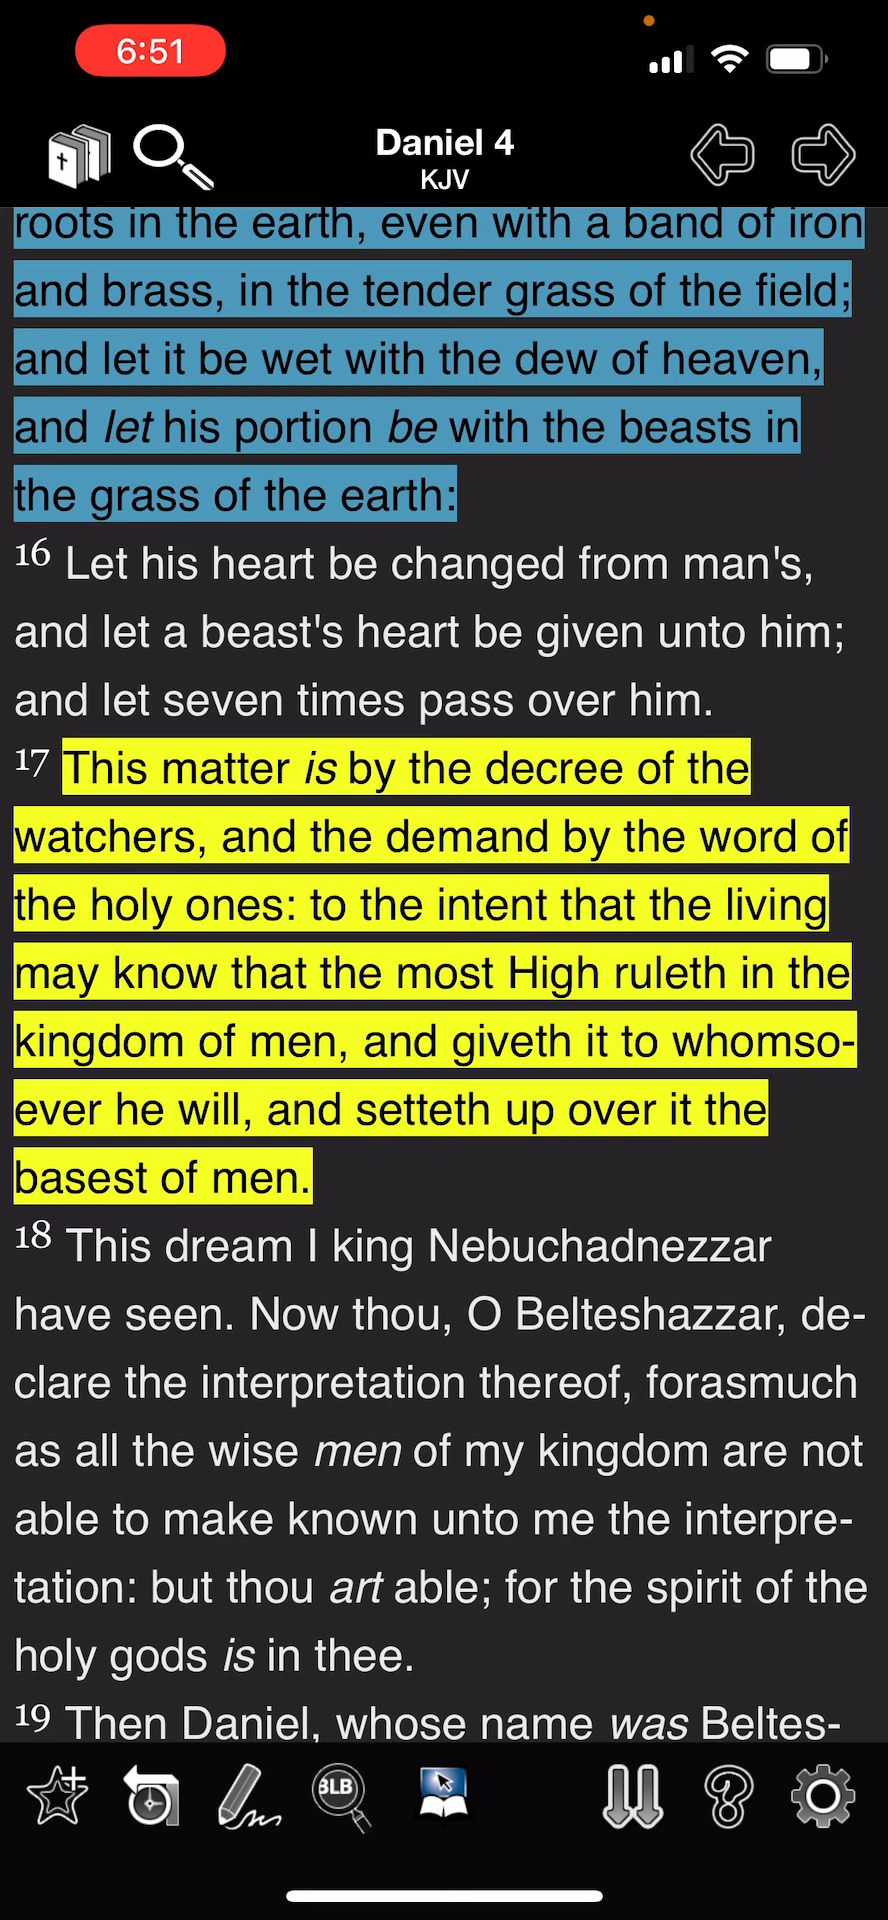 6:51
Daniel 4
KJV
roots in the earth, even with a band of iron
and brass, in the tender grass of the field;
and let it be wet with the dew of heaven,
and let his portion be with the beasts in
the grass of the earth:
16 Let his heart be changed from man's,
and let a beast's heart be given unto him;
and let seven times pass over him.
17 This matter is by the decree of the
watchers, and the demand by the word of
the holy ones: to the intent that the living
may know that the most High ruleth in the
kingdom of men, and giveth it to whomso-
ever he will, and setteth up over it the
basest of men.
18 This dream I king Nebuchadnezzar
have seen. Now thou, O Belteshazzar, de-
clare the interpretation thereof, forasmuch
as all the wise men of my kingdom are not
able to make known unto me the interpre-
tation: but thou art able; for the spirit of the
holy gods is in thee.
19 Then Daniel, whose name was Beltes-
BLB